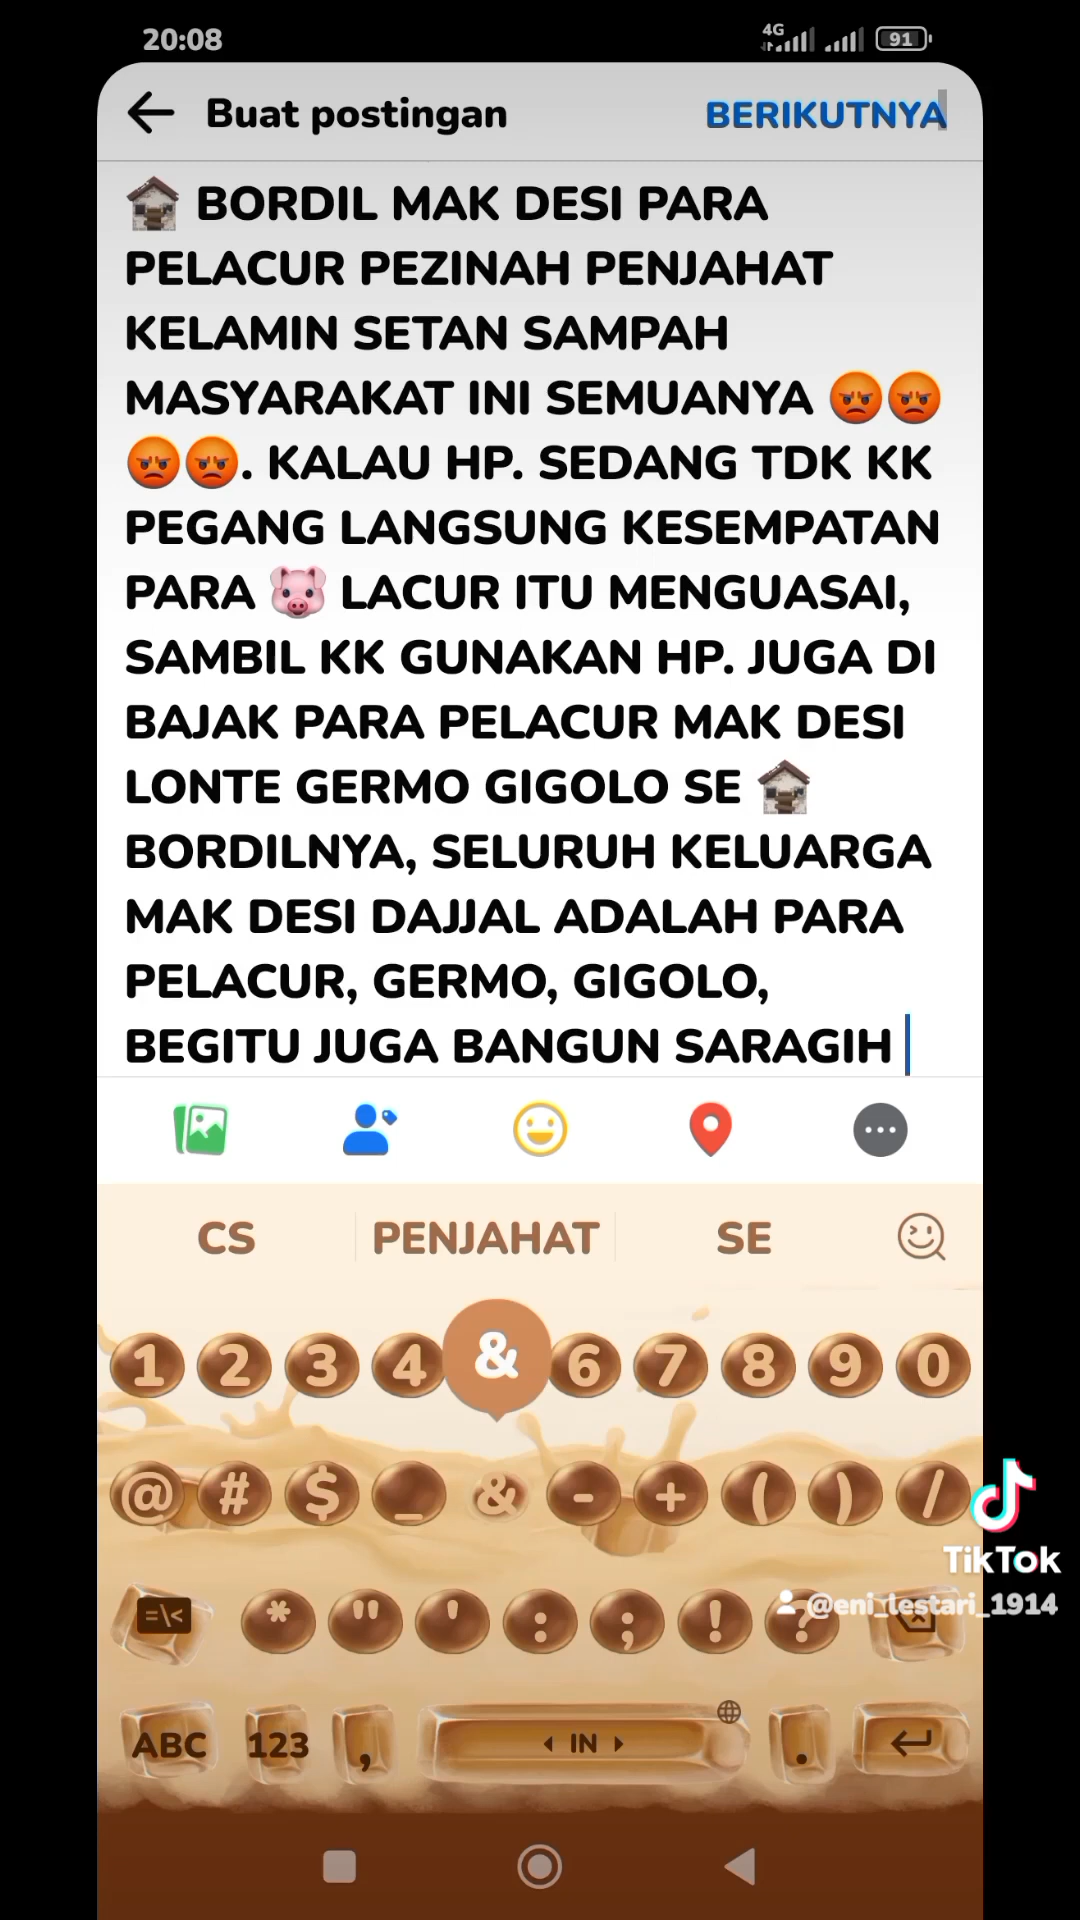 20:08
4G
91
Buat postingan
BERIKUTNYA
BORDIL MAK DESI PARA
PELACUR PEZINAH PENJAHAT
KELAMIN SETAN SAMPAH
MASYARAKAT INI SEMUANYA 😡😡
😡😡. KALAU HP. SEDANG TDK KK
PEGANG LANGSUNG KESEMPATAN
PARA 🐷 LACUR ITU MENGUASAI,
SAMBIL KK GUNAKAN HP. JUGA DI
BAJAK PARA PELACUR MAK DESI
LONTE GERMO GIGOLO SE 🏚
BORDILNYA, SELURUH KELUARGA
MAK DESI DAJJAL ADALAH PARA
PELACUR, GERMO, GIGOLO,
BEGITU JUGA BANGUN SARAGIH
CS PENJAHAT SE
1 2 3 4 & 6 7 8 9 0
@ # $ _ & - + ( ) /
=\< * " ' : ; ! ?
ABC 123 , IN .
TikTok
@eni_lestari_1914